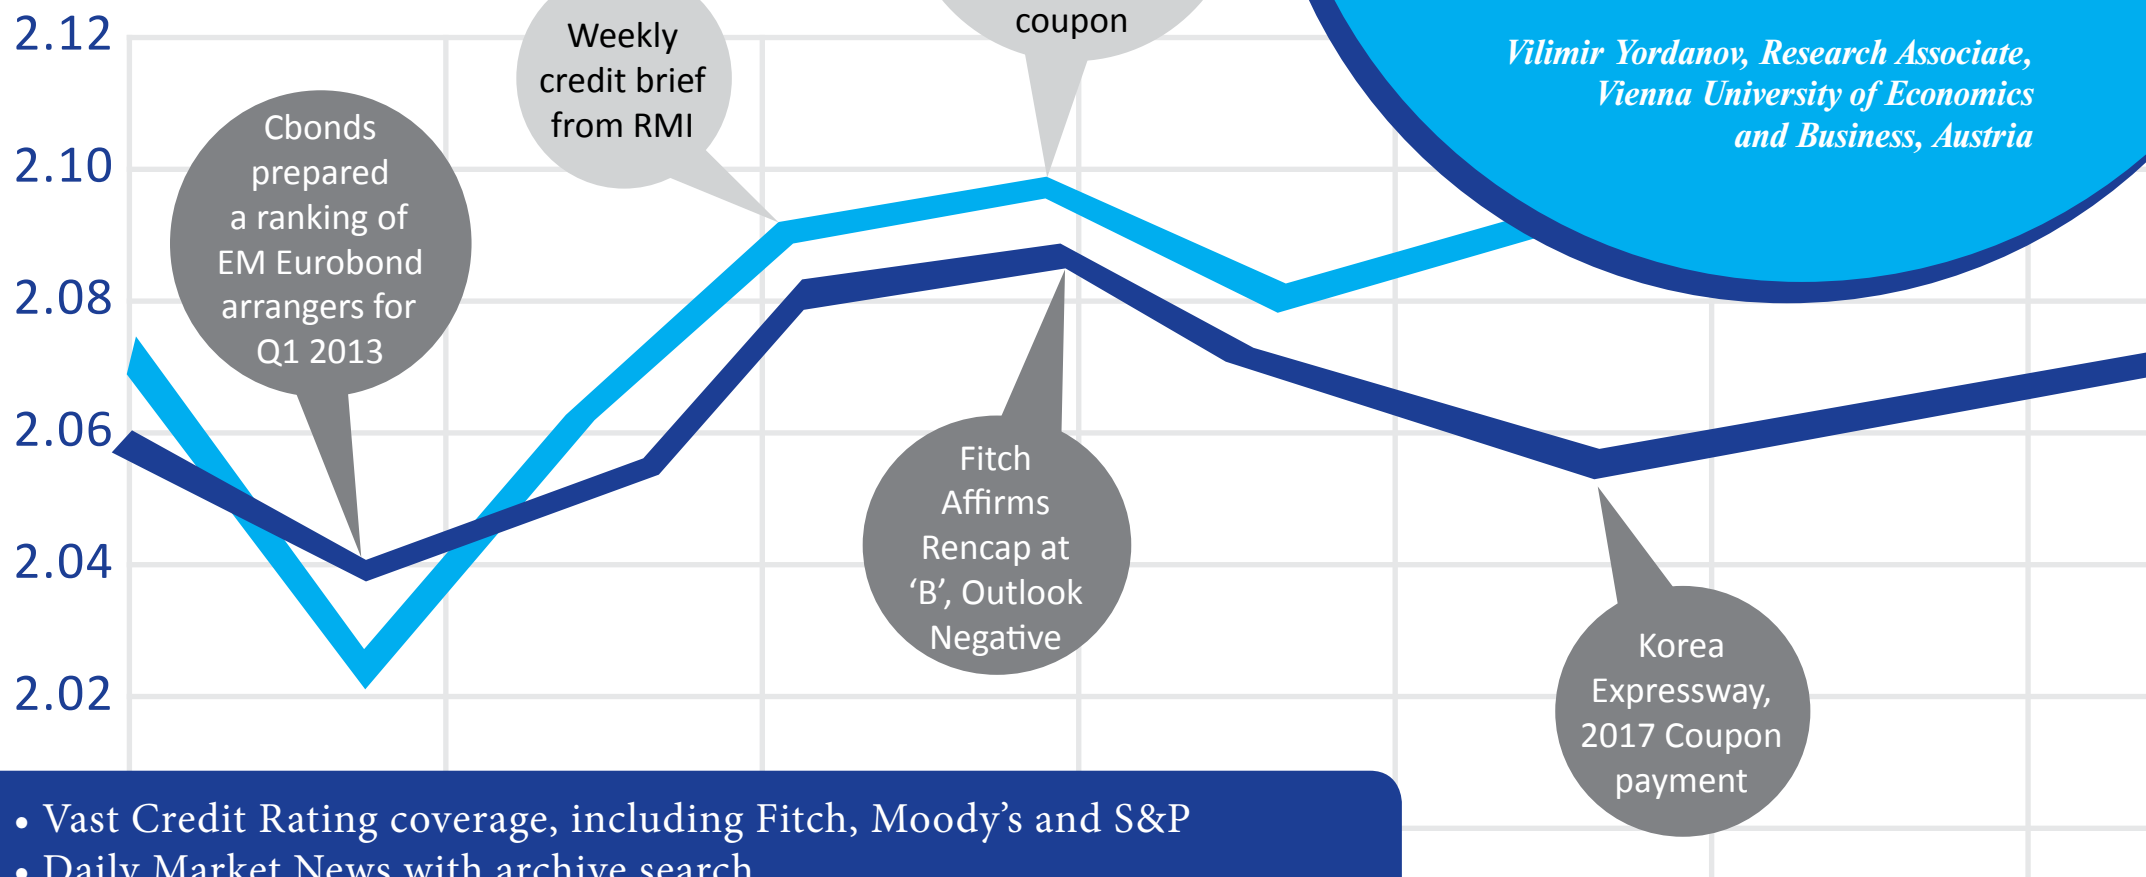 2.12
2.10
2.08
2.06
2.04
2.02
coupon
Weekly
credit brief
from RMI
Vilimir Yordanov, Research Associate,
Vienna University of Economics
and Business, Austria
Cbonds
prepared
a ranking of
EM Eurobond
arrangers for
Q1 2013
Fitch
Affirms
Rencap at
‘B’, Outlook
Negative
Korea
Expressway,
2017 Coupon
payment
• Vast Credit Rating coverage, including Fitch, Moody’s and S&P
• Daily Market News with archive search